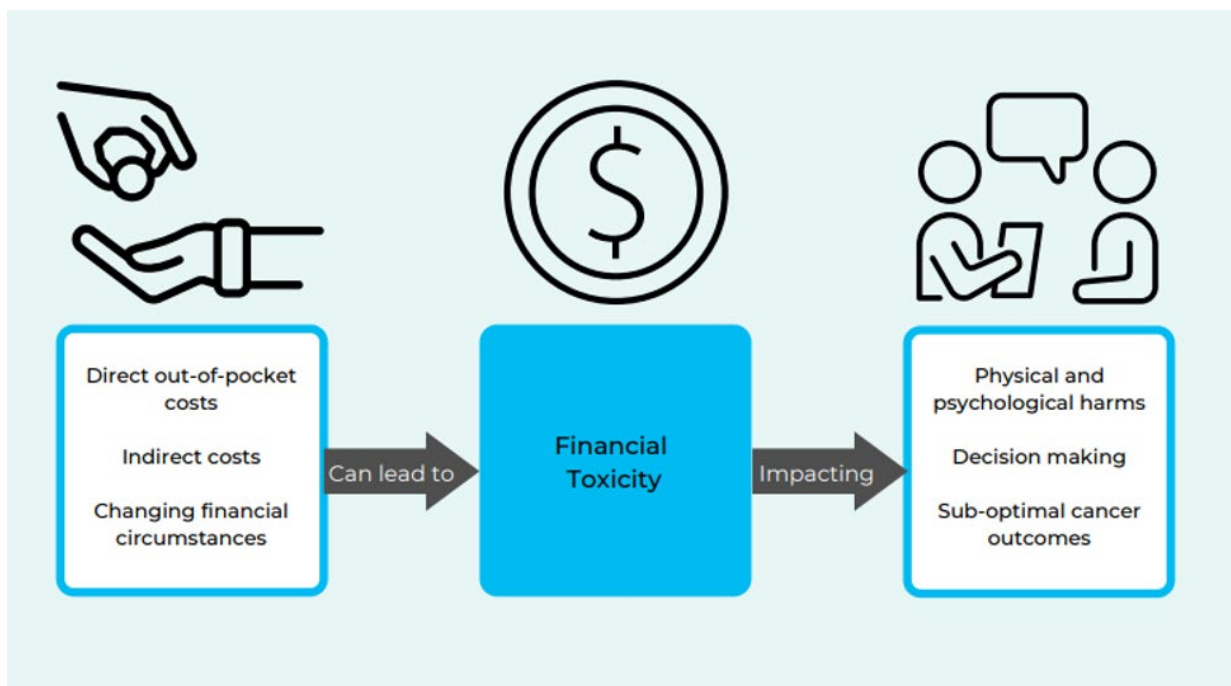 Direct out-of-pocket
costs
Indirect costs
Changing financial
circumstances
Can lead to
$
Financial
Toxicity
Impacting
Physical and
psychological harms
Decision making
Sub-optimal cancer
outcomes